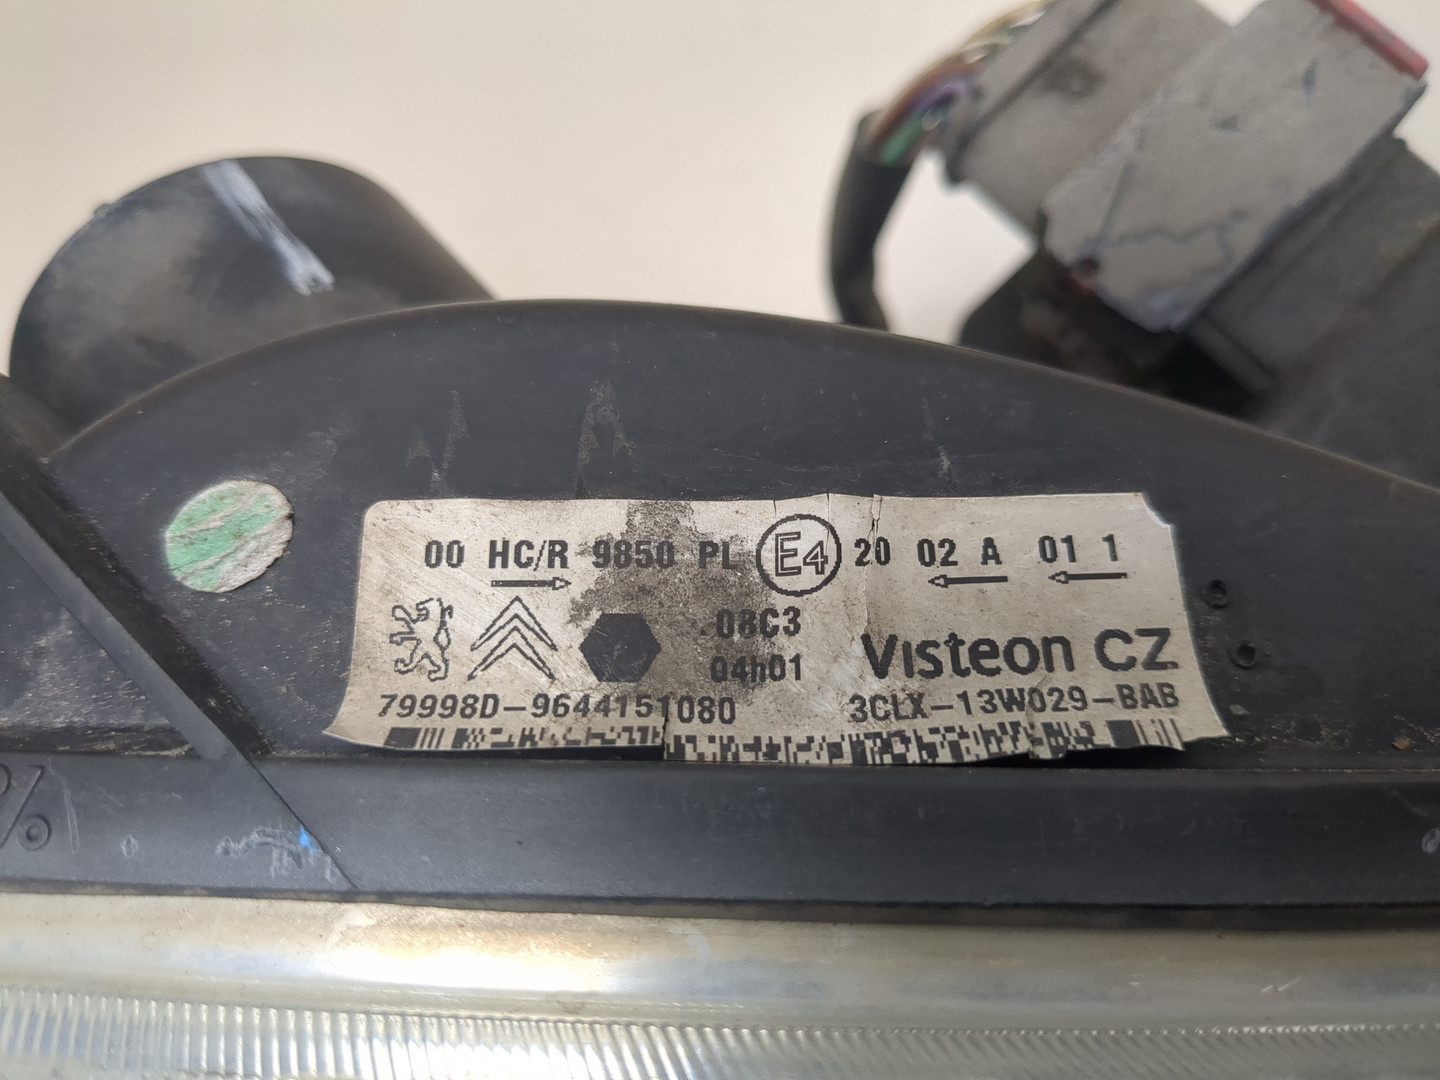 00 HC/R 9850 PL E4 20 02 A 01 1
08C3
04h01
Visteon CZ
79998D-9644151080 3CLX-13W029-BAB